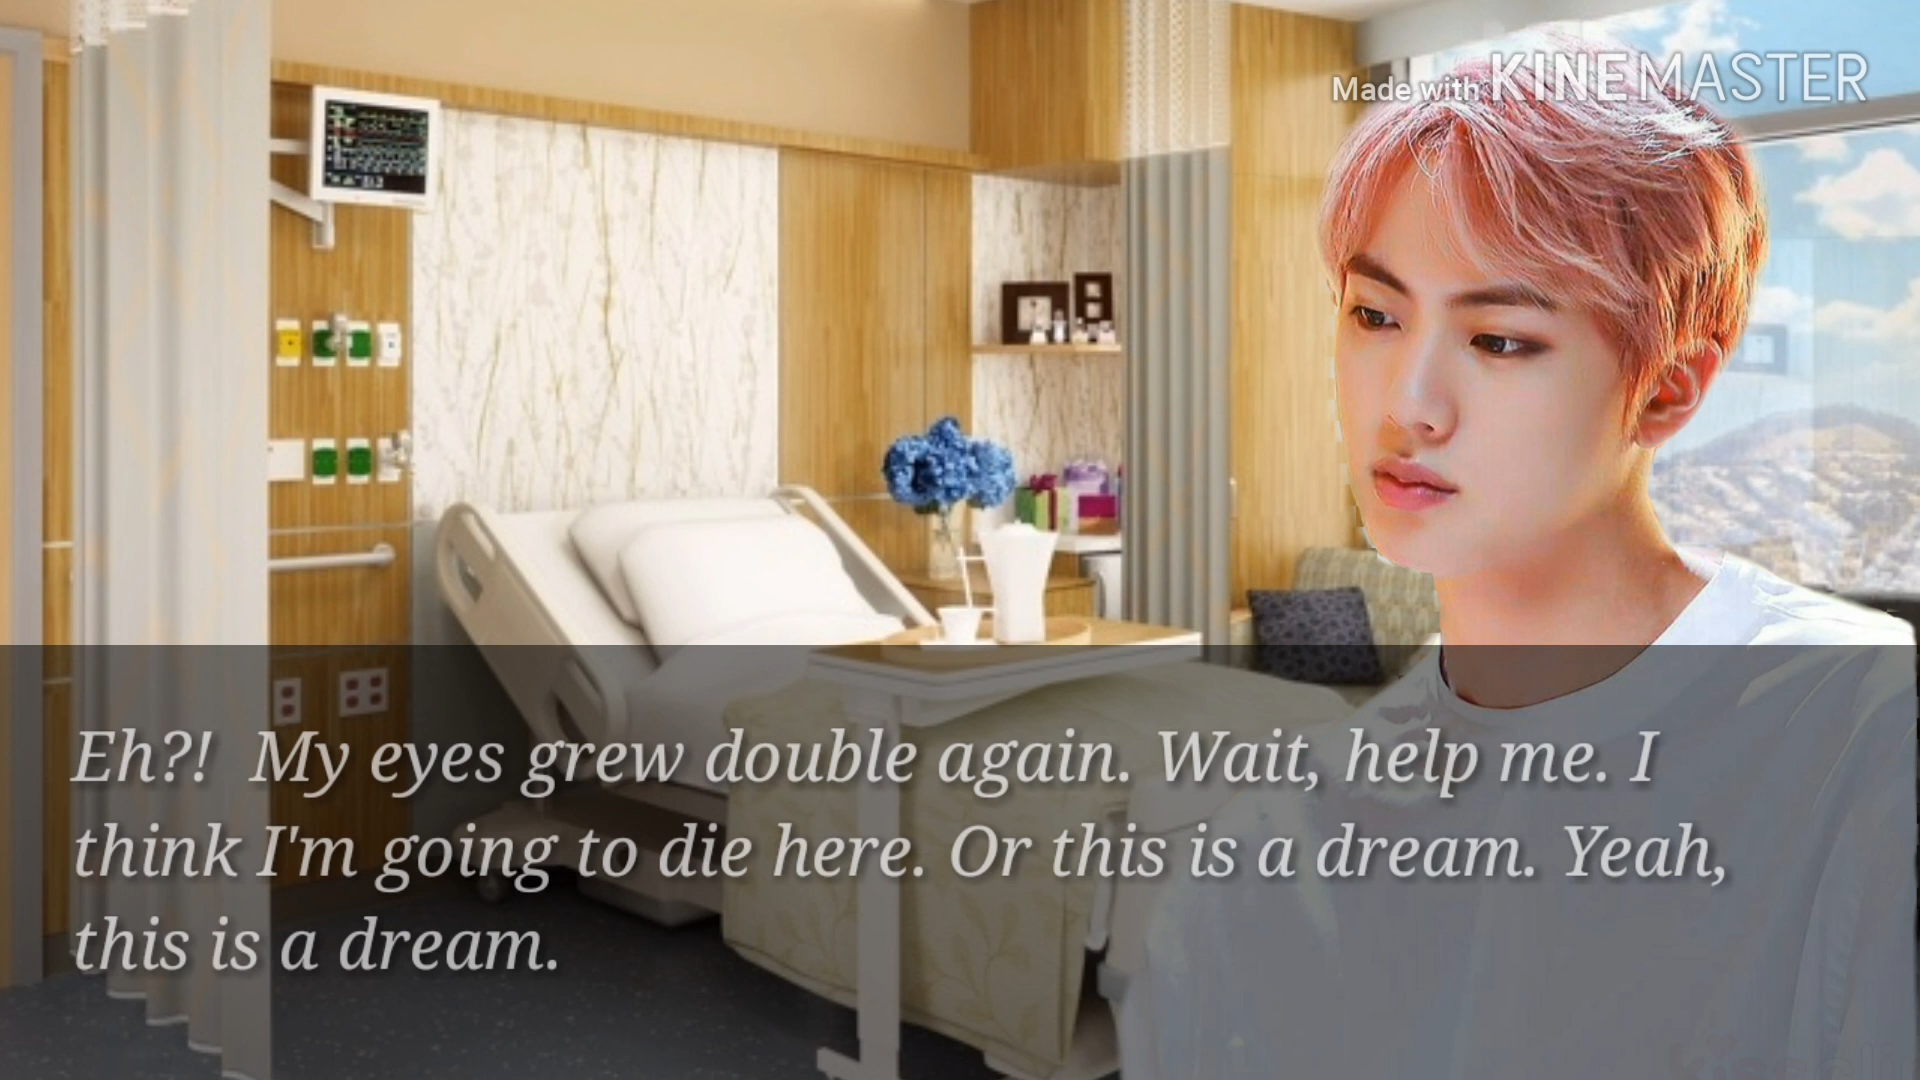 Made with KINEMASTER
Eh?!  My eyes grew double again. Wait, help me. I
think I'm going to die here. Or this is a dream. Yeah,
this is a dream.